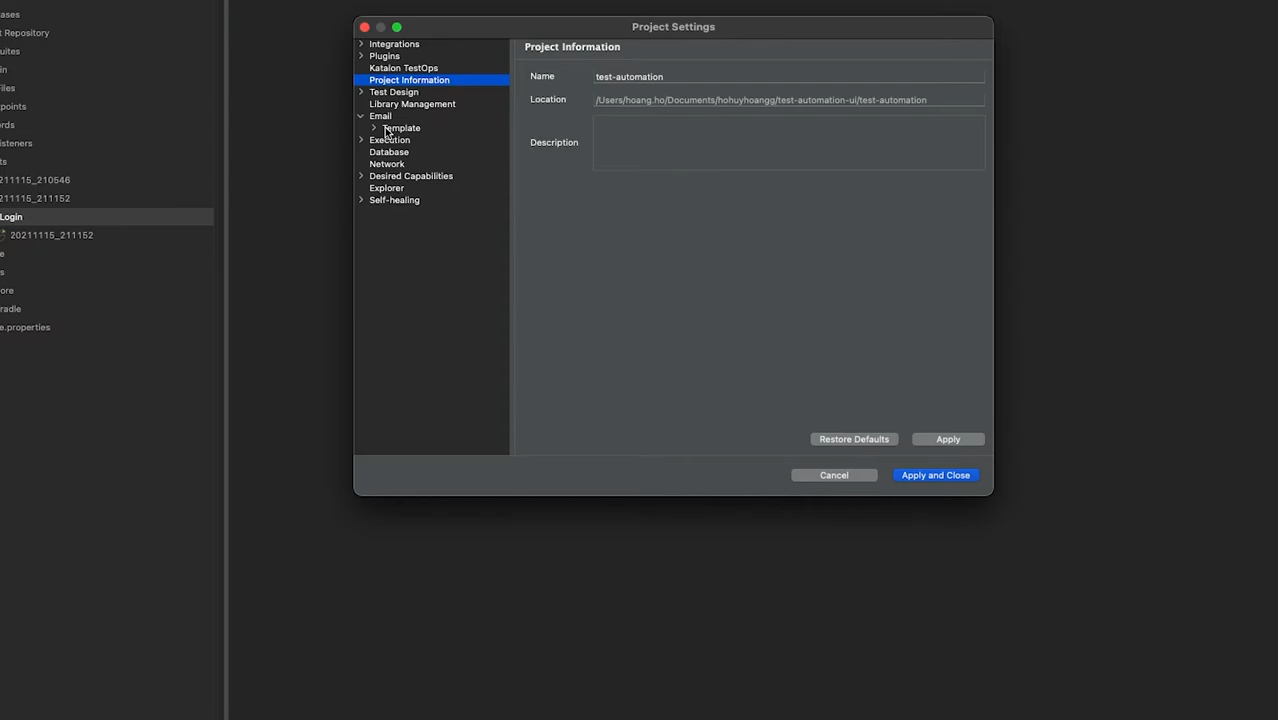 ases
t Repository
uites
in
Files
points
ords
isteners
ts
211115_210546
211115_211152
Login
20211115_211152
e
s
ore
radle
e.properties
Project Settings
Integrations
Plugins
Katalon TestOps
Project Information
Test Design
Library Management
Email
Template
Execution
Database
Network
Desired Capabilities
Explorer
Self-healing
Project Information
Name
test-automation
Location
/Users/hoang.ho/Documents/hohuyhoangg/test-automation-ui/test-automation
Description
Restore Defaults
Apply
Cancel
Apply and Close